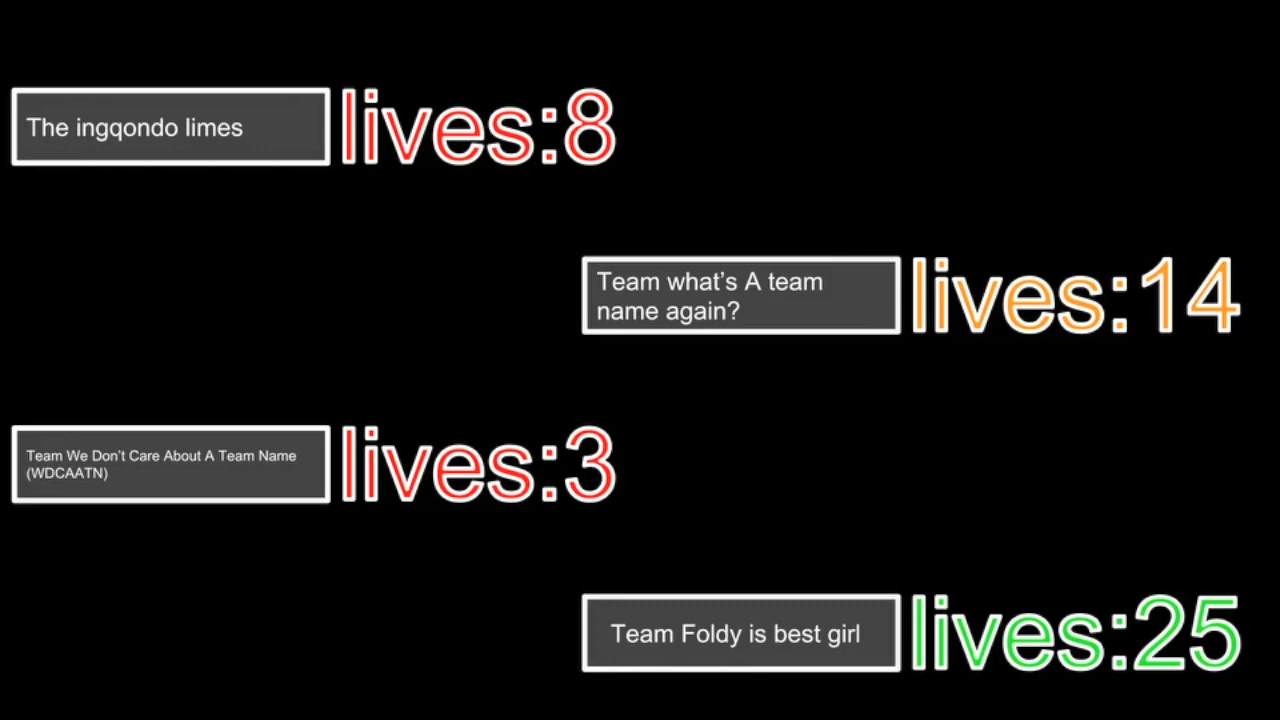 The ingqondo limes
lives:8
Team what’s A team
name again?
lives:14
Team We Don’t Care About A Team Name
(WDCAATN)
lives:3
Team Foldy is best girl
lives:25